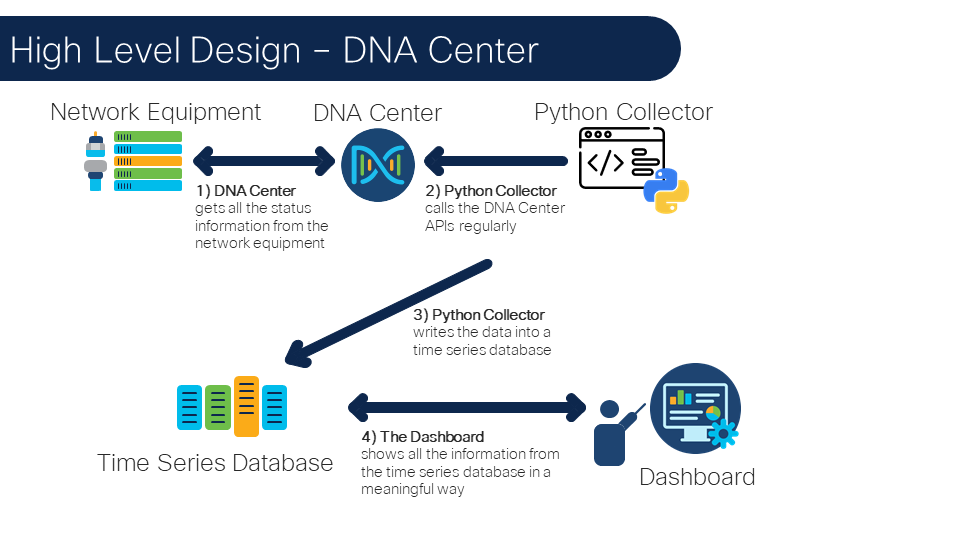 High Level Design – DNA Center
Network Equipment
DNA Center
Python Collector
1) DNA Center
gets all the status
information from the
network equipment
2) Python Collector
calls the DNA Center
APIs regularly
3) Python Collector
writes the data into a
time series database
Time Series Database
4) The Dashboard
shows all the information from
the time series database in a
meaningful way
Dashboard